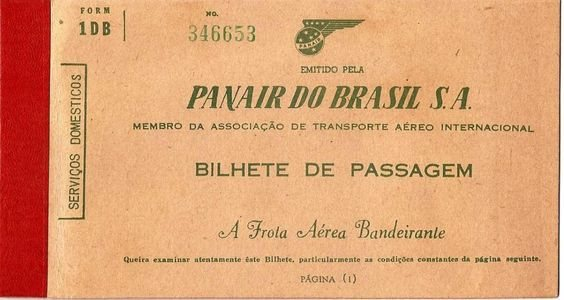 FORM
1DB
NO.
346653
PANAIR
EMITIDO PELA
PANAIR DO BRASIL S.A.
MEMBRO DA ASSOCIAÇÃO DE TRANSPORTE AÉREO INTERNACIONAL
SERVIÇOS DOMESTICOS
BILHETE DE PASSAGEM
A Frota Aérea Bandeirante
Queira examinar atentamente êste Bilhete, particularmente as condições constantes da página seguinte.
PÁGINA (1)